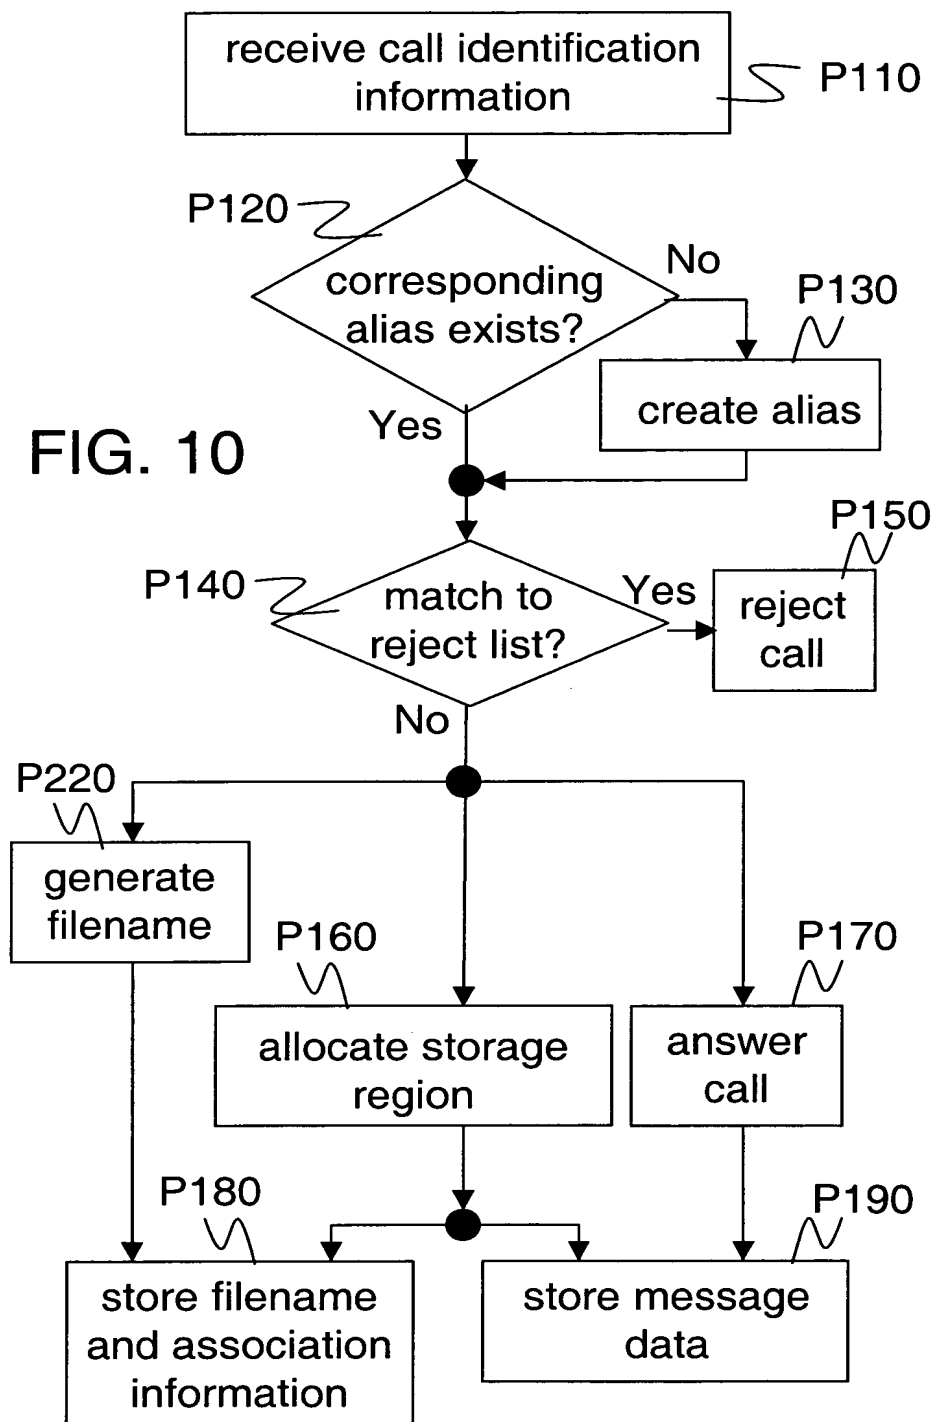 receive call identification
information
P110
P120
corresponding
alias exists?
No
P130
create alias
Yes
FIG. 10
P140
match to
reject list?
Yes
P150
reject
call
No
P220
generate
filename
P160
allocate storage
region
P170
answer
call
P180
store filename
and association
information
P190
store message
data